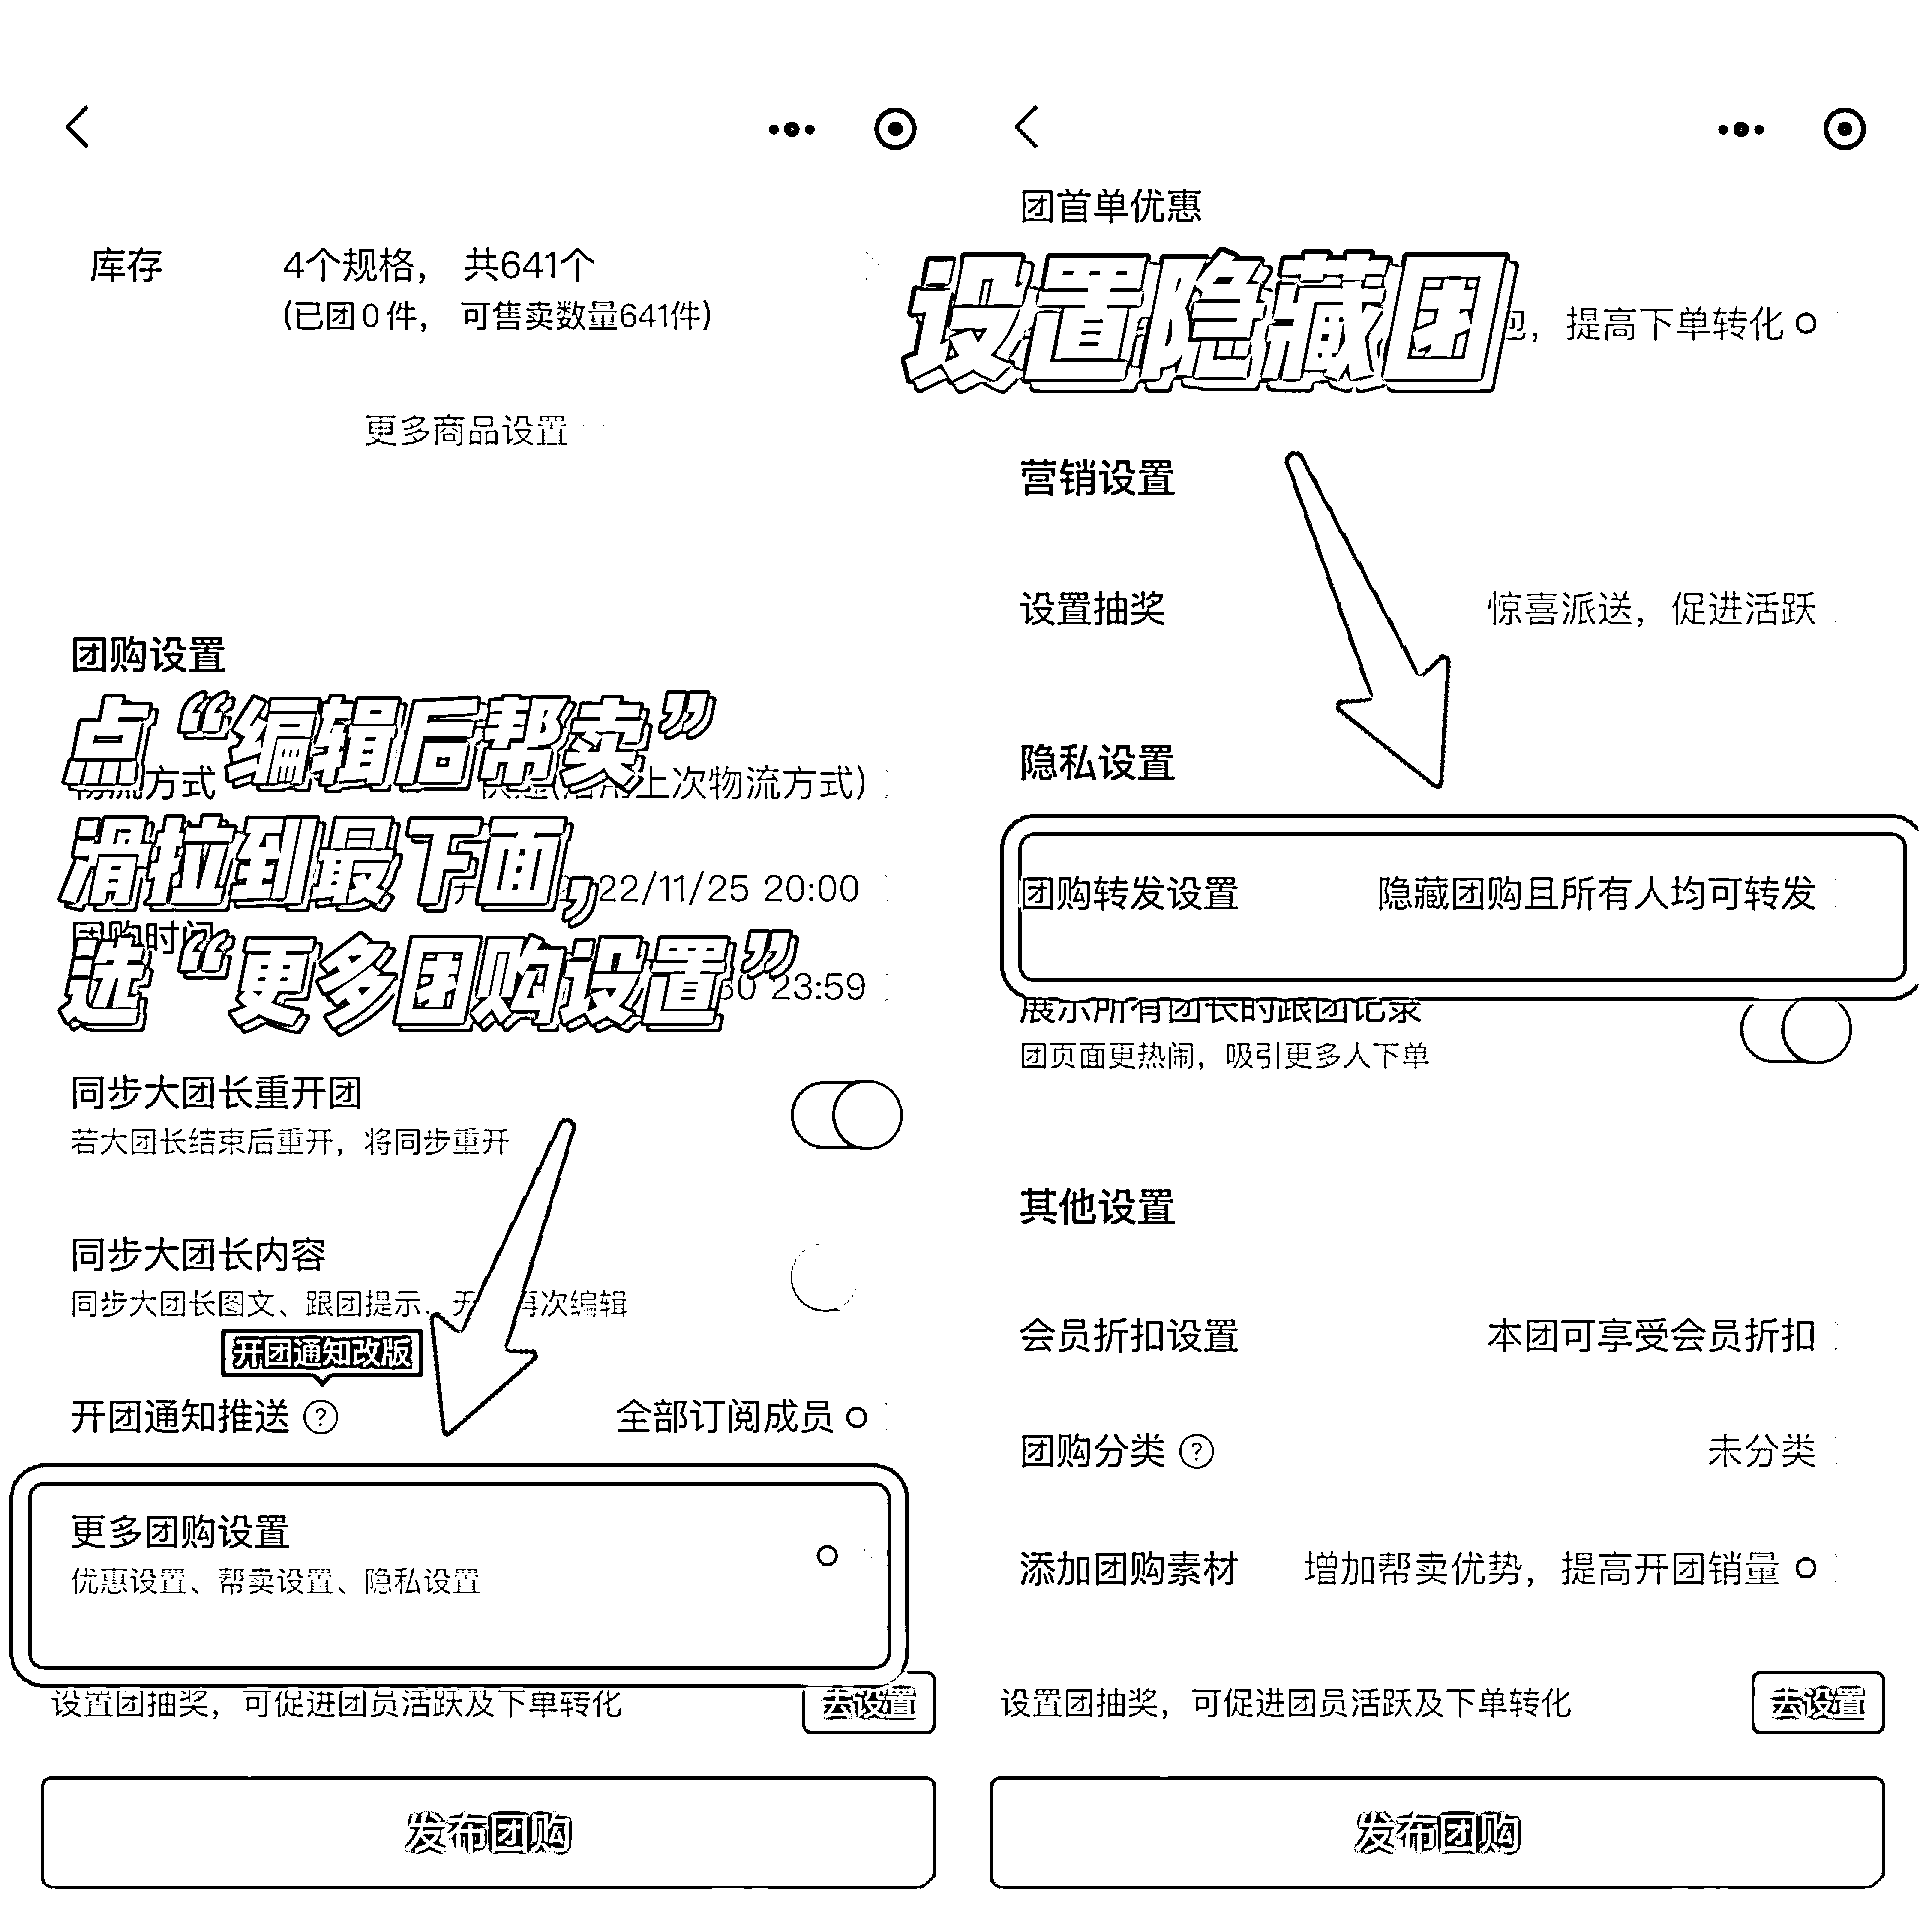 库存 4个规格， 共641个
(已团0件， 可售卖数量641件)
更多商品设置
团购设置
点“编辑后帮卖”
方式 上次物流方式)
滑拉到最下面，
22/11/25 20:00
团购时间
选“更多团购设置”
23:59
同步大团长重开团
若大团长结束后重开，将同步重开
同步大团长内容
同步大团长图文、跟团提示、 再次编辑
开团通知改版
开团通知推送 ? 全部订阅成员
更多团购设置
优惠设置、帮卖设置、隐私设置
设置团抽奖，可促进团员活跃及下单转化 去设置
发布团购
团首单优惠
设置隐藏团
包，提高下单转化
营销设置
设置抽奖 惊喜派送，促进活跃
隐私设置
团购转发设置 隐藏团购且所有人均可转发
展示所有团长的跟团记录
团页面更热闹，吸引更多人下单
其他设置
会员折扣设置 本团可享受会员折扣
团购分类 ? 未分类
添加团购素材 增加帮卖优势，提高开团销量
设置团抽奖，可促进团员活跃及下单转化 去设置
发布团购